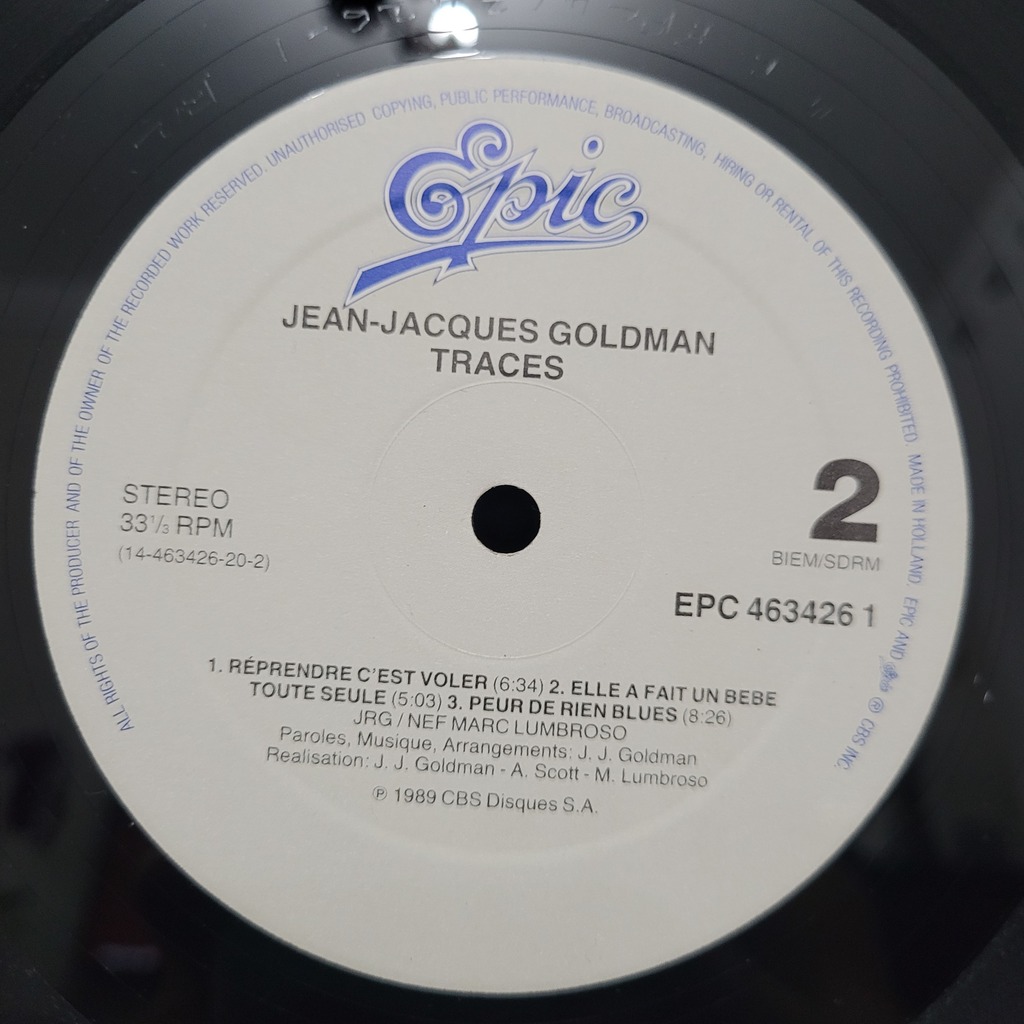 ALL RIGHTS OF THE PRODUCER AND OF THE OWNER OF THE RECORDED WORK RESERVED. UNAUTHORISED COPYING, PUBLIC PERFORMANCE, BROADCASTING, HIRING OR RENTAL OF THIS RECORDING PROHIBITED. MADE IN HOLLAND. EPIC AND ® CBS INC.
Epic
JEAN-JACQUES GOLDMAN
TRACES
STEREO
33⅓ RPM
(14-463426-20-2)
2
BIEM/SDRM
EPC 463426 1
1. RÉPRENDRE C'EST VOLER (6:34) 2. ELLE A FAIT UN BEBE
TOUTE SEULE (5:03) 3. PEUR DE RIEN BLUES (8:26)
JRG / NEF MARC LUMBROSO
Paroles, Musique, Arrangements: J. J. Goldman
Realisation: J. J. Goldman - A. Scott - M. Lumbroso
℗ 1989 CBS Disques S.A.